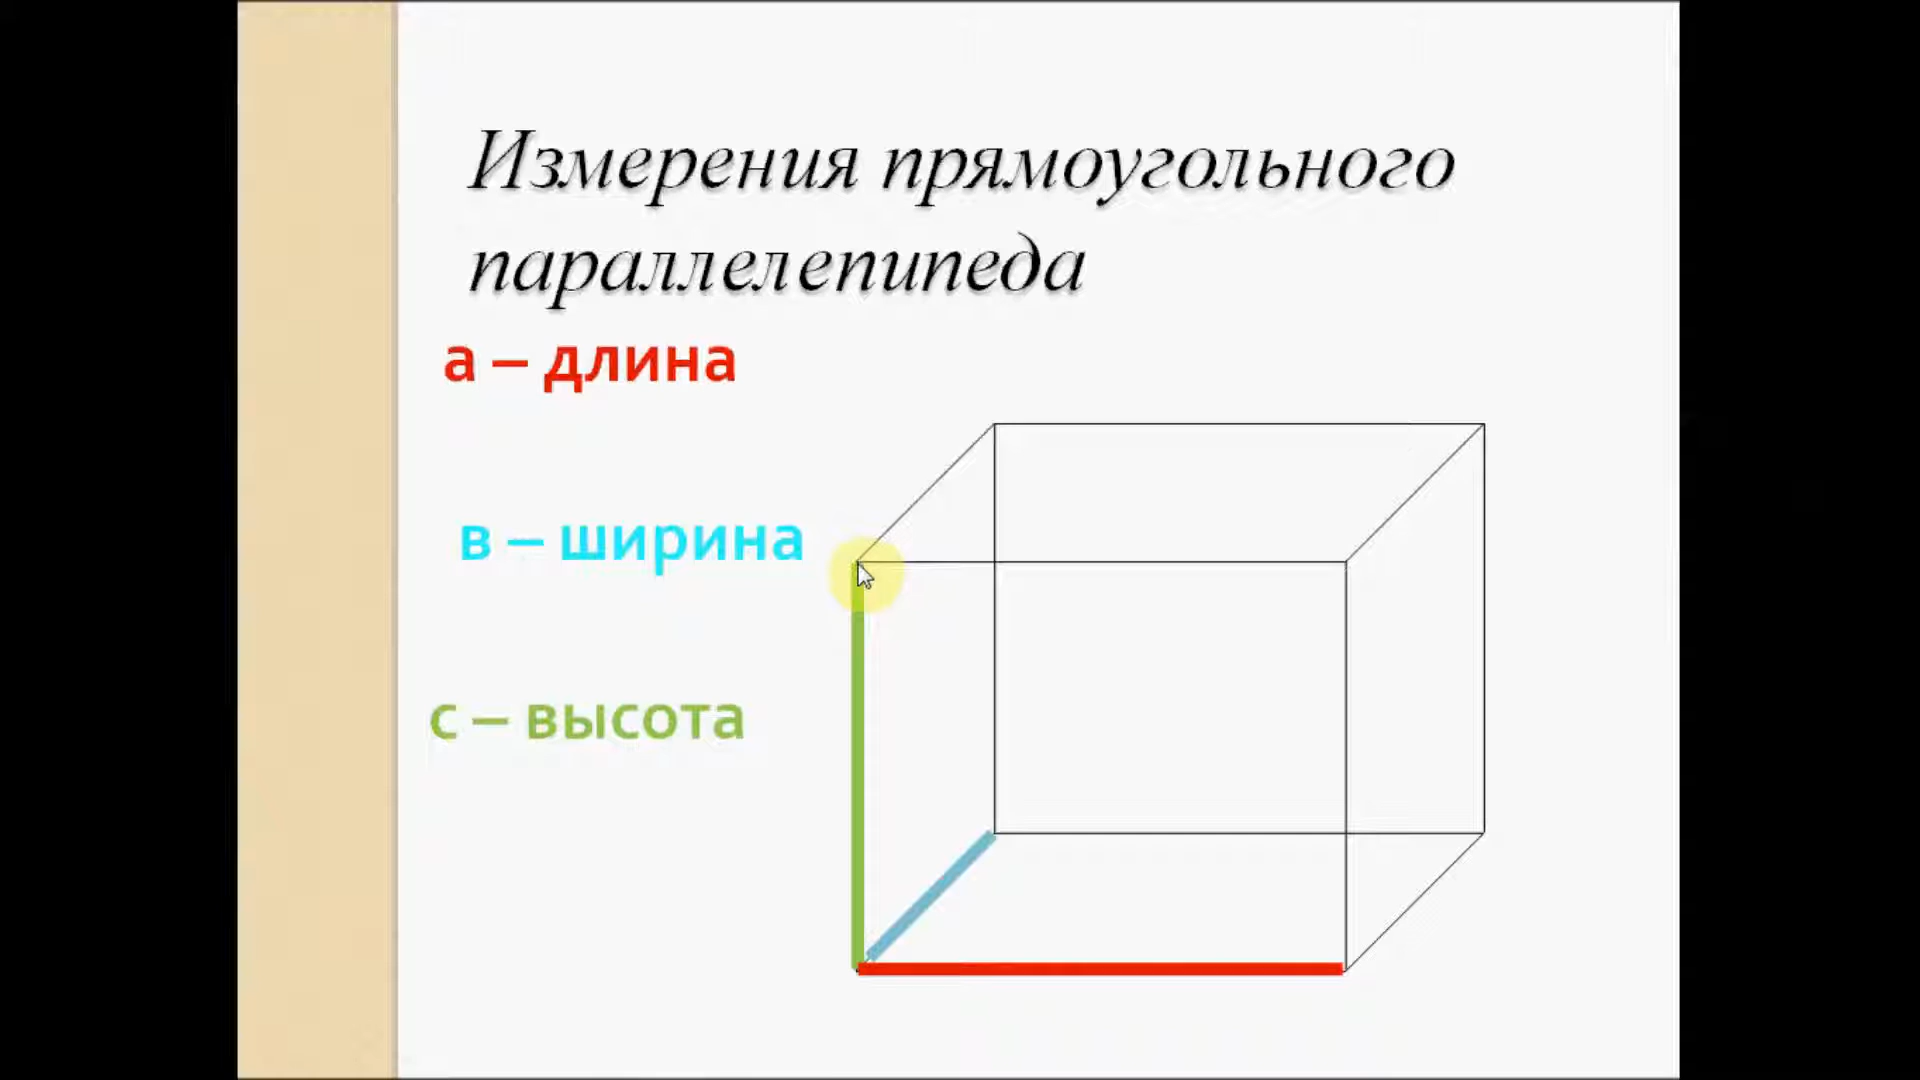 Измерения прямоугольного
параллелепипеда
а – длина
в – ширина
с – высота